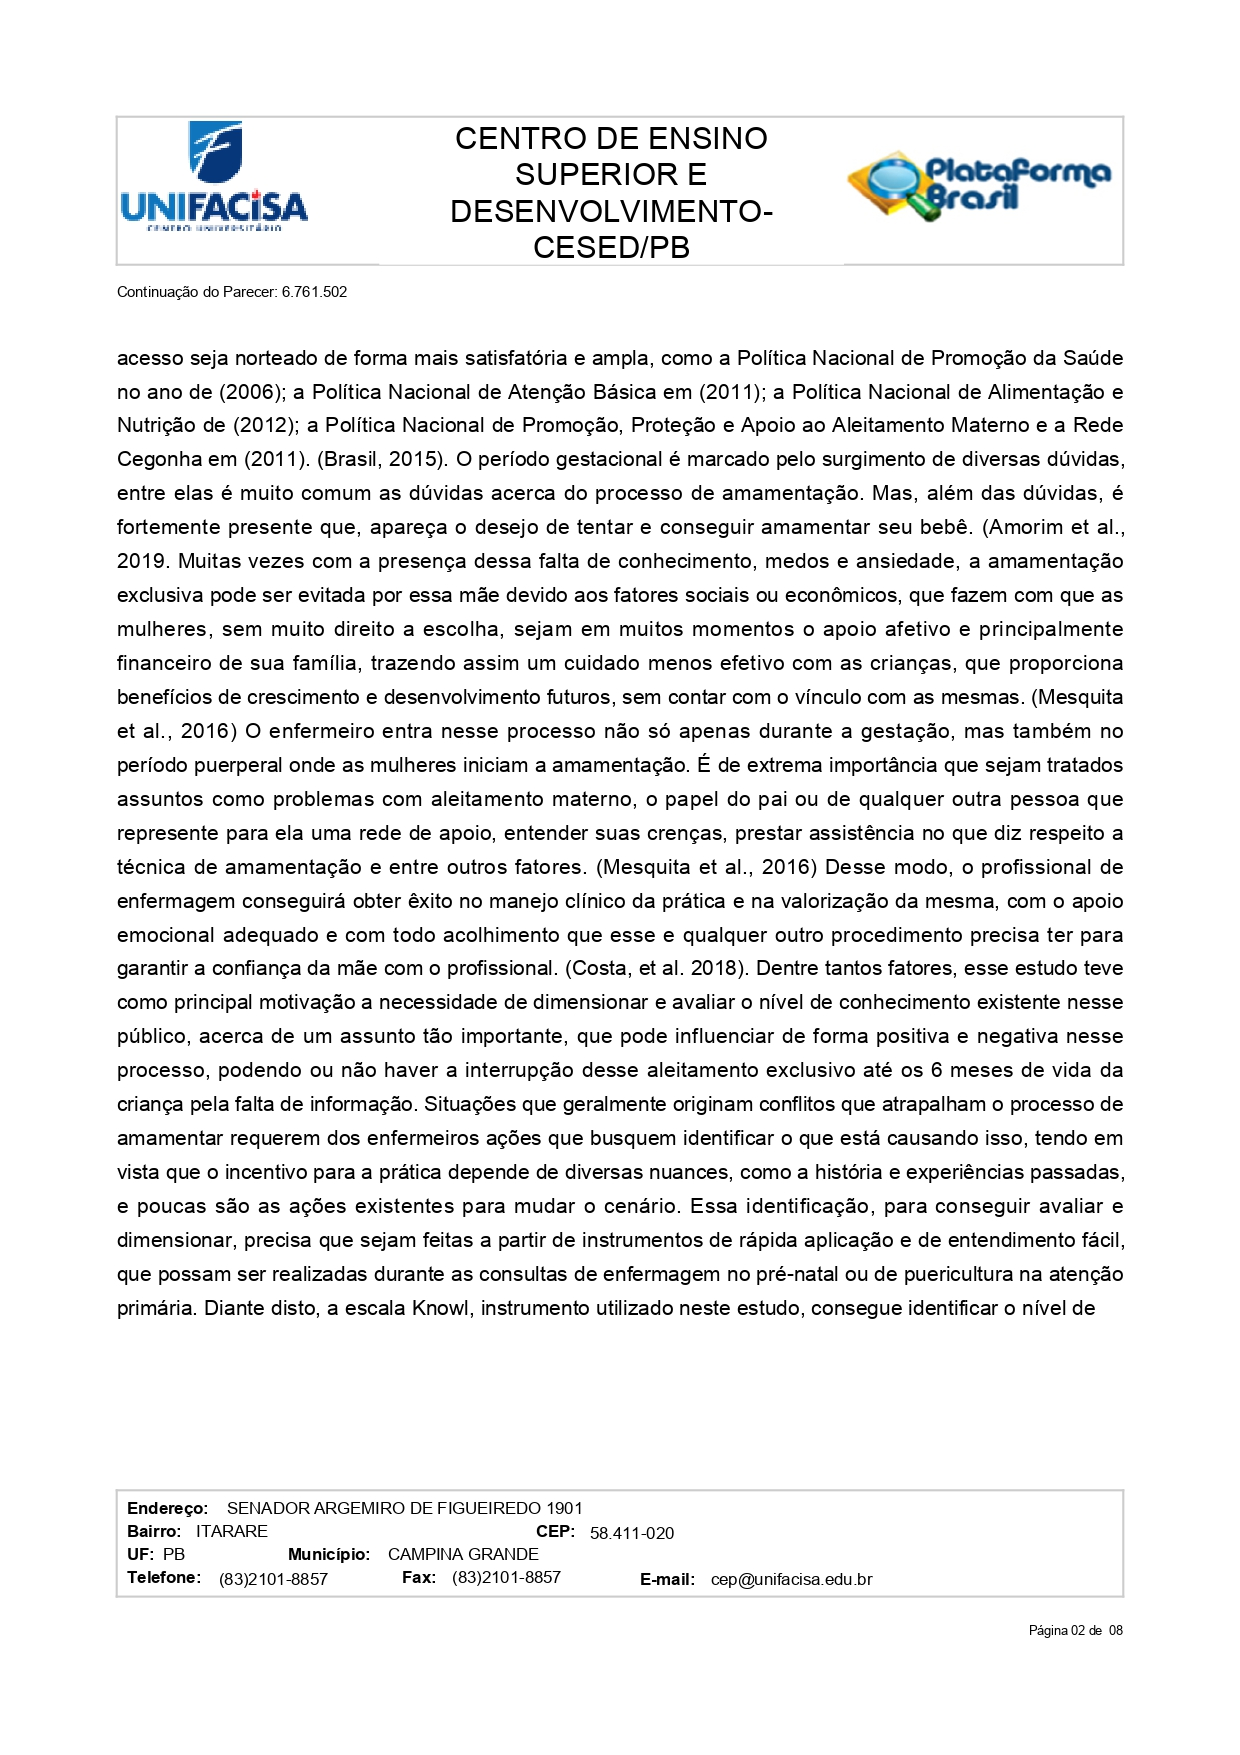 UNIFACISA
CENTRO UNIVERSITÁRIO
CENTRO DE ENSINO
SUPERIOR E
DESENVOLVIMENTO-
CESED/PB
Plataforma
Brasil
Continuação do Parecer: 6.761.502
acesso seja norteado de forma mais satisfatória e ampla, como a Política Nacional de Promoção da Saúde
no ano de (2006); a Política Nacional de Atenção Básica em (2011); a Política Nacional de Alimentação e
Nutrição de (2012); a Política Nacional de Promoção, Proteção e Apoio ao Aleitamento Materno e a Rede
Cegonha em (2011). (Brasil, 2015). O período gestacional é marcado pelo surgimento de diversas dúvidas,
entre elas é muito comum as dúvidas acerca do processo de amamentação. Mas, além das dúvidas, é
fortemente presente que, apareça o desejo de tentar e conseguir amamentar seu bebê. (Amorim et al.,
2019. Muitas vezes com a presença dessa falta de conhecimento, medos e ansiedade, a amamentação
exclusiva pode ser evitada por essa mãe devido aos fatores sociais ou econômicos, que fazem com que as
mulheres, sem muito direito a escolha, sejam em muitos momentos o apoio afetivo e principalmente
financeiro de sua família, trazendo assim um cuidado menos efetivo com as crianças, que proporciona
benefícios de crescimento e desenvolvimento futuros, sem contar com o vínculo com as mesmas. (Mesquita
et al., 2016) O enfermeiro entra nesse processo não só apenas durante a gestação, mas também no
período puerperal onde as mulheres iniciam a amamentação. É de extrema importância que sejam tratados
assuntos como problemas com aleitamento materno, o papel do pai ou de qualquer outra pessoa que
represente para ela uma rede de apoio, entender suas crenças, prestar assistência no que diz respeito a
técnica de amamentação e entre outros fatores. (Mesquita et al., 2016) Desse modo, o profissional de
enfermagem conseguirá obter êxito no manejo clínico da prática e na valorização da mesma, com o apoio
emocional adequado e com todo acolhimento que esse e qualquer outro procedimento precisa ter para
garantir a confiança da mãe com o profissional. (Costa, et al. 2018). Dentre tantos fatores, esse estudo teve
como principal motivação a necessidade de dimensionar e avaliar o nível de conhecimento existente nesse
público, acerca de um assunto tão importante, que pode influenciar de forma positiva e negativa nesse
processo, podendo ou não haver a interrupção desse aleitamento exclusivo até os 6 meses de vida da
criança pela falta de informação. Situações que geralmente originam conflitos que atrapalham o processo de
amamentar requerem dos enfermeiros ações que busquem identificar o que está causando isso, tendo em
vista que o incentivo para a prática depende de diversas nuances, como a história e experiências passadas,
e poucas são as ações existentes para mudar o cenário. Essa identificação, para conseguir avaliar e
dimensionar, precisa que sejam feitas a partir de instrumentos de rápida aplicação e de entendimento fácil,
que possam ser realizadas durante as consultas de enfermagem no pré-natal ou de puericultura na atenção
primária. Diante disto, a escala Knowl, instrumento utilizado neste estudo, consegue identificar o nível de
Endereço: SENADOR ARGEMIRO DE FIGUEIREDO 1901
Bairro: ITARARE CEP: 58.411-020
UF: PB Município: CAMPINA GRANDE
Telefone: (83)2101-8857 Fax: (83)2101-8857 E-mail: cep@unifacisa.edu.br
Página 02 de 08